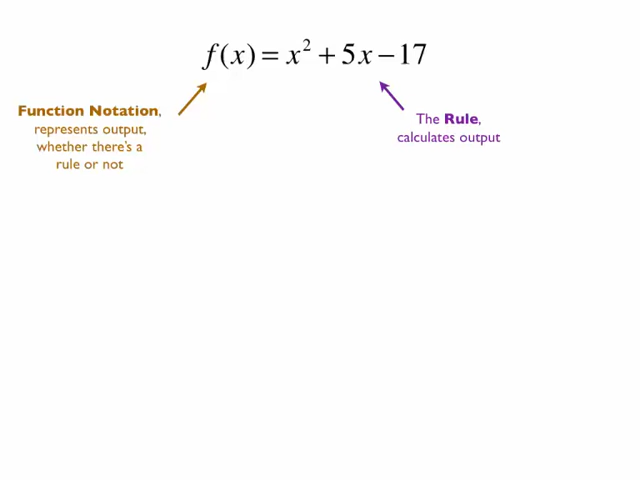 f(x) = x² + 5x − 17
Function Notation,
represents output,
whether there's a
rule or not
The Rule,
calculates output